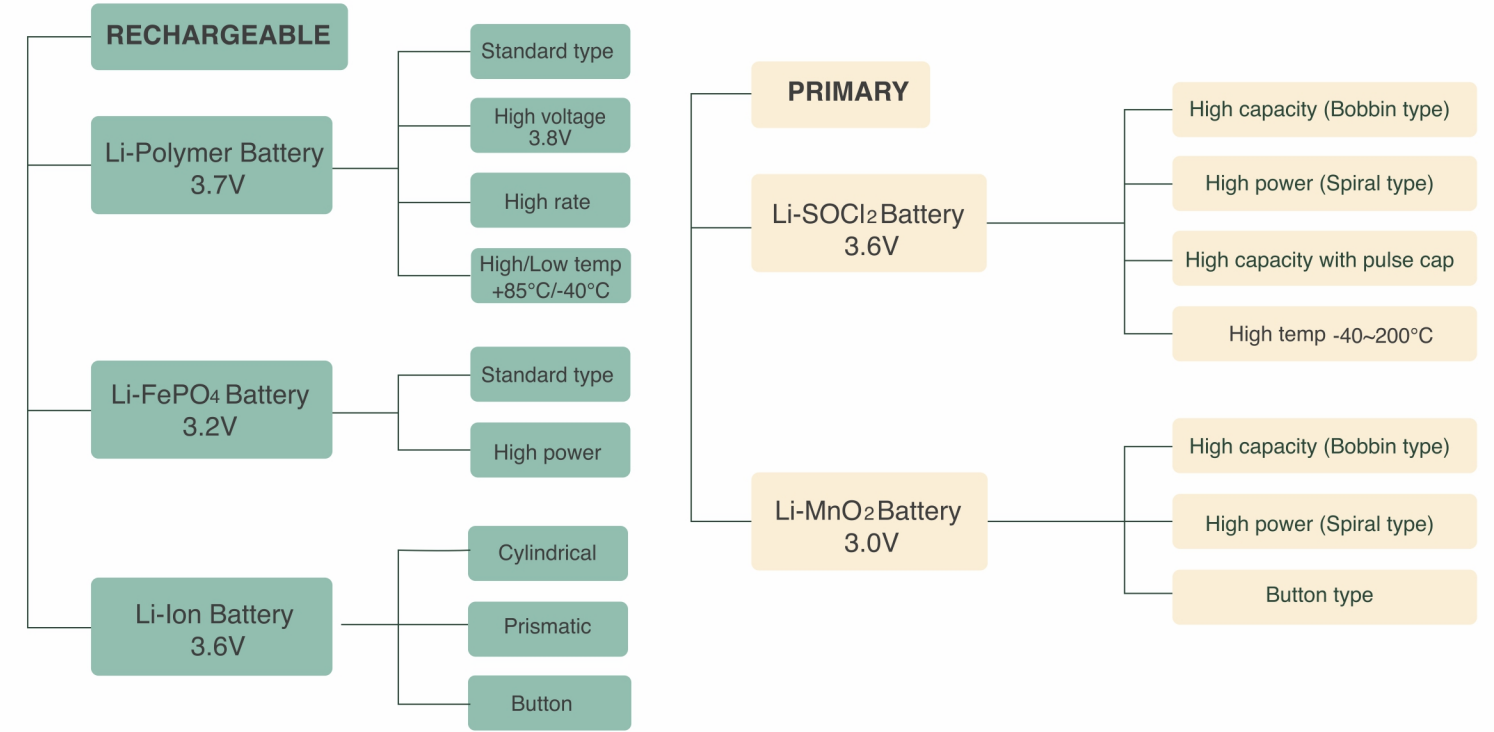 RECHARGEABLE
Li-Polymer Battery
3.7V
Standard type
High voltage
3.8V
High rate
High/Low temp
+85°C/-40°C
Li-FePO4 Battery
3.2V
Standard type
High power
Li-Ion Battery
3.6V
Cylindrical
Prismatic
Button
PRIMARY
Li-SOCl2 Battery
3.6V
High capacity (Bobbin type)
High power (Spiral type)
High capacity with pulse cap
High temp -40~200°C
Li-MnO2 Battery
3.0V
High capacity (Bobbin type)
High power (Spiral type)
Button type